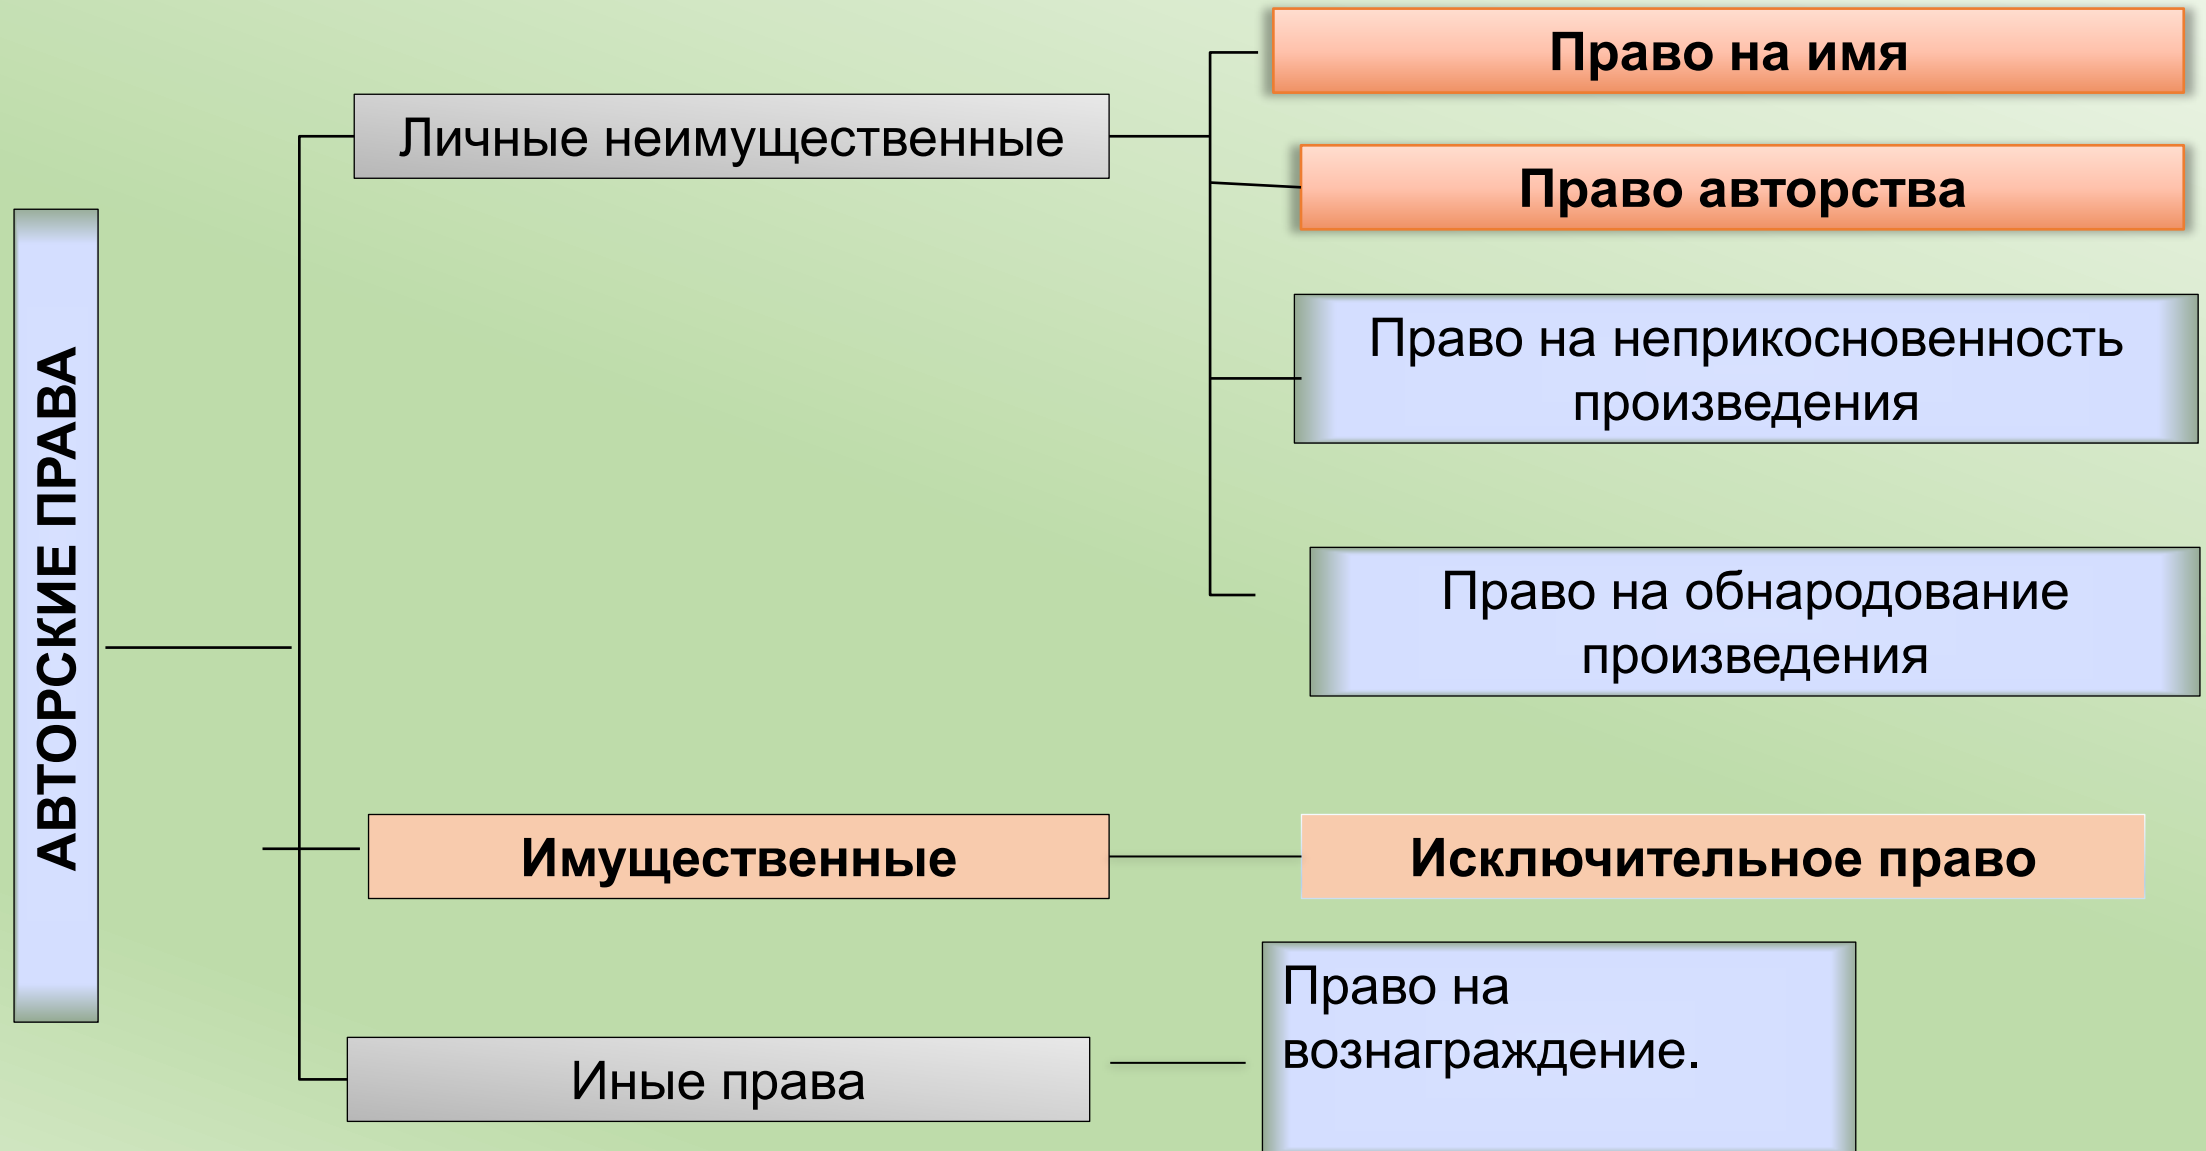 АВТОРСКИЕ ПРАВА
Личные неимущественные
Право на имя
Право авторства
Право на неприкосновенность
произведения
Право на обнародование
произведения
Имущественные
Исключительное право
Иные права
Право на
вознаграждение.